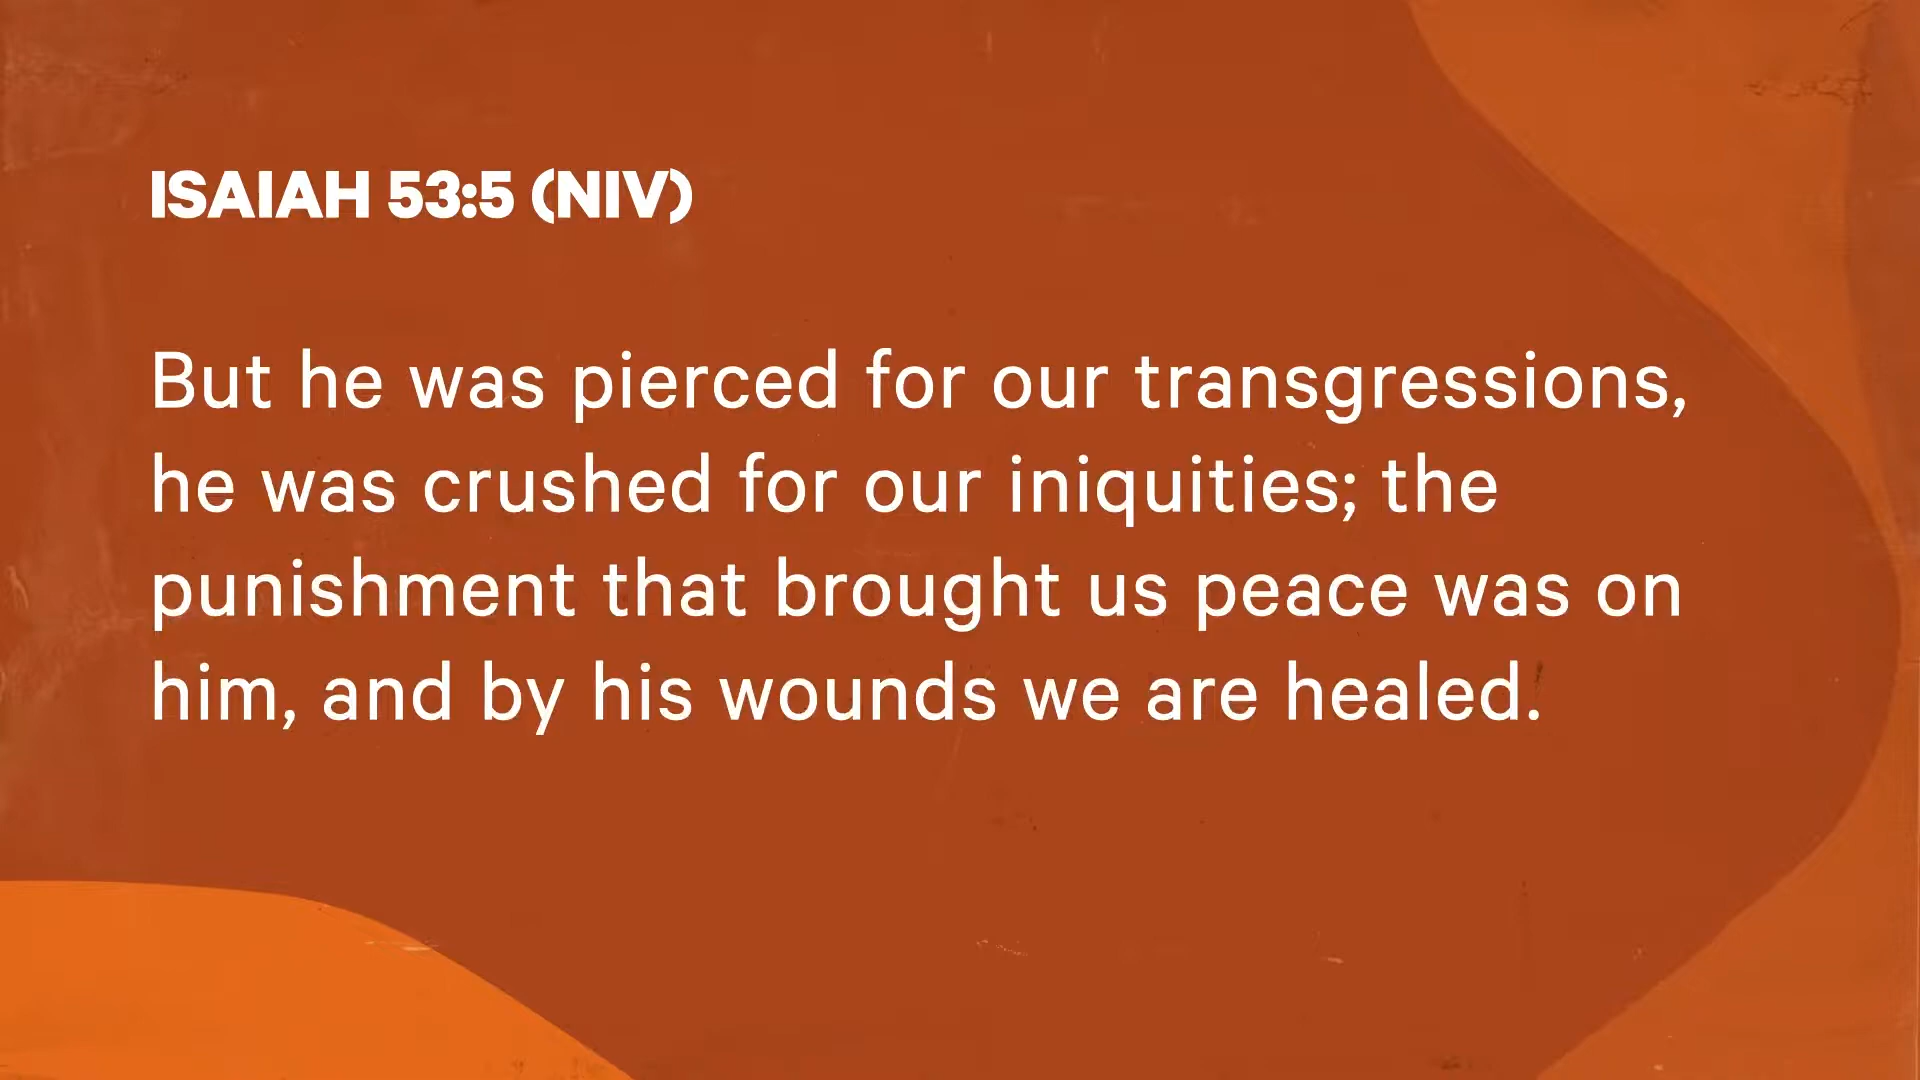 ISAIAH 53:5 (NIV)
But he was pierced for our transgressions,
he was crushed for our iniquities; the
punishment that brought us peace was on
him, and by his wounds we are healed.